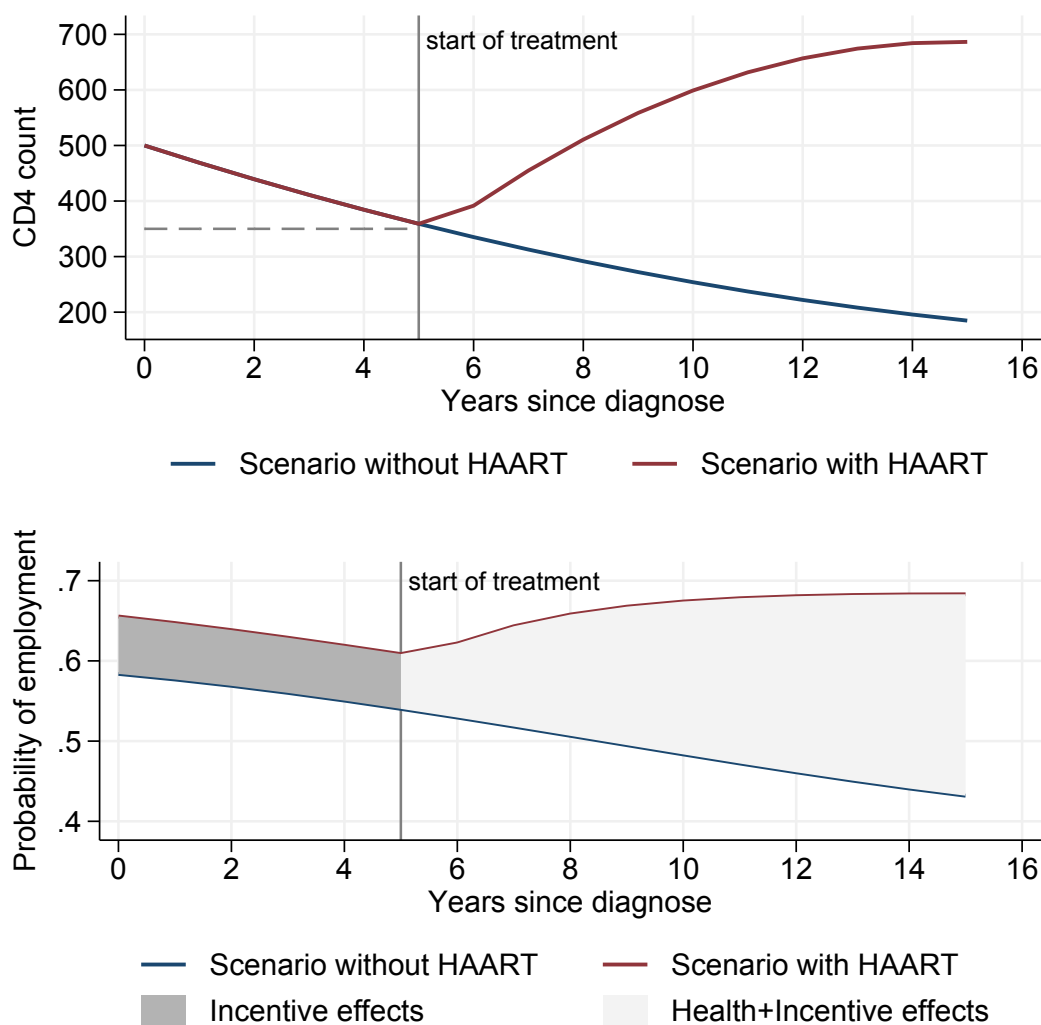 700
600
500
400
300
200
CD4 count
start of treatment
0 2 4 6 8 10 12 14 16
Years since diagnose
Scenario without HAART Scenario with HAART
.7
.6
.5
.4
Probability of employment
start of treatment
0 2 4 6 8 10 12 14 16
Years since diagnose
Scenario without HAART Scenario with HAART
Incentive effects Health+Incentive effects